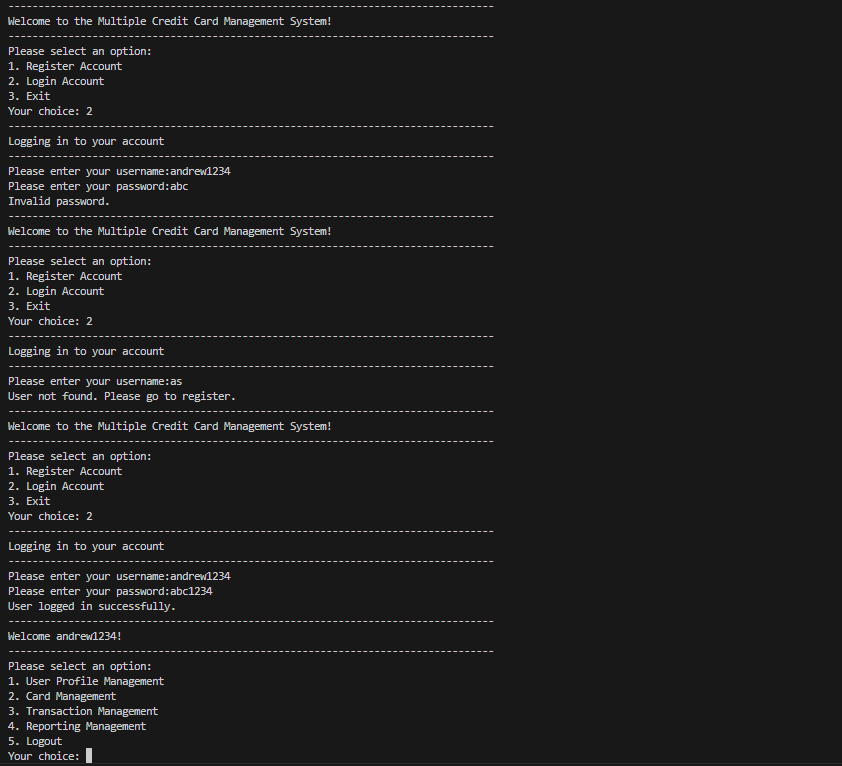 ---------------------------------------------------------------------------------
Welcome to the Multiple Credit Card Management System!
---------------------------------------------------------------------------------
Please select an option:
1. Register Account
2. Login Account
3. Exit
Your choice: 2
---------------------------------------------------------------------------------
Logging in to your account
---------------------------------------------------------------------------------
Please enter your username:andrew1234
Please enter your password:abc
Invalid password.
---------------------------------------------------------------------------------
Welcome to the Multiple Credit Card Management System!
---------------------------------------------------------------------------------
Please select an option:
1. Register Account
2. Login Account
3. Exit
Your choice: 2
---------------------------------------------------------------------------------
Logging in to your account
---------------------------------------------------------------------------------
Please enter your username:as
User not found. Please go to register.
---------------------------------------------------------------------------------
Welcome to the Multiple Credit Card Management System!
---------------------------------------------------------------------------------
Please select an option:
1. Register Account
2. Login Account
3. Exit
Your choice: 2
---------------------------------------------------------------------------------
Logging in to your account
---------------------------------------------------------------------------------
Please enter your username:andrew1234
Please enter your password:abc1234
User logged in successfully.
---------------------------------------------------------------------------------
Welcome andrew1234!
---------------------------------------------------------------------------------
Please select an option:
1. User Profile Management
2. Card Management
3. Transaction Management
4. Reporting Management
5. Logout
Your choice: